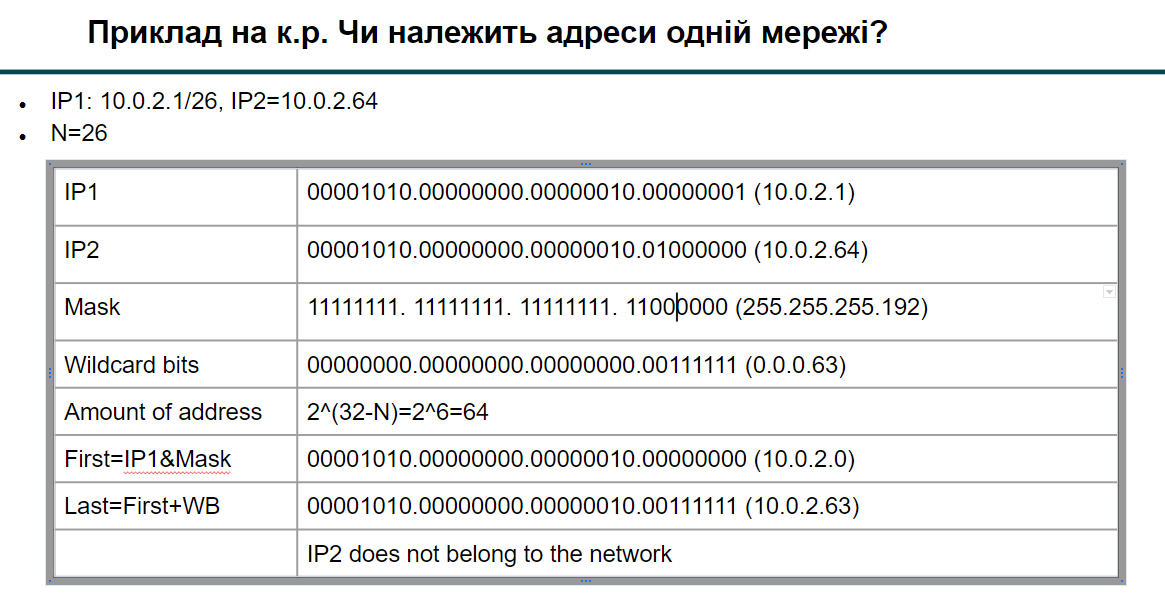 Приклад на к.р. Чи належить адреси одній мережі?
• IP1: 10.0.2.1/26, IP2=10.0.2.64
• N=26
IP1 00001010.00000000.00000010.00000001 (10.0.2.1)
IP2 00001010.00000000.00000010.01000000 (10.0.2.64)
Mask 11111111. 11111111. 11111111. 11000000 (255.255.255.192)
Wildcard bits 00000000.00000000.00000000.00111111 (0.0.0.63)
Amount of address 2^(32-N)=2^6=64
First=IP1&Mask 00001010.00000000.00000010.00000000 (10.0.2.0)
Last=First+WB 00001010.00000000.00000010.00111111 (10.0.2.63)
IP2 does not belong to the network